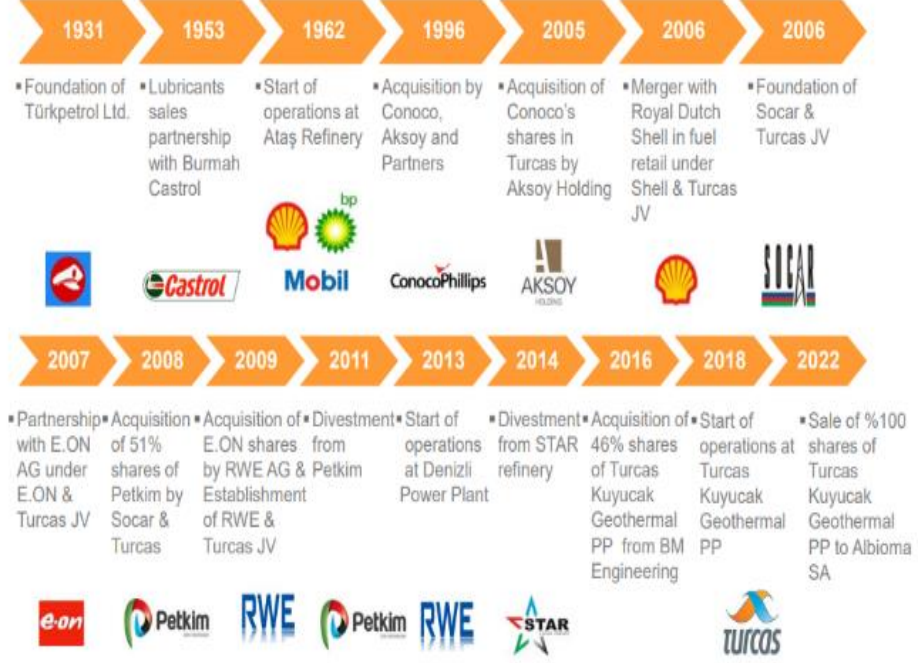 1931
1953
1962
1996
2005
2006
2006
▪Foundation of
Türkpetrol Ltd.
▪Lubricants
sales
partnership
with Burmah
Castrol
▪Start of
operations at
Ataş Refinery
▪Acquisition by
Conoco,
Aksoy and
Partners
▪Acquisition of
Conoco's
shares in
Turcas by
Aksoy Holding
▪Merger with
Royal Dutch
Shell in fuel
retail under
Shell & Turcas
JV
▪Foundation of
Socar &
Turcas JV
Castrol
bp
Mobil
ConocoPhillips
AKSOY
HOLDING
SOCAR
2007
2008
2009
2011
2013
2014
2016
2018
2022
▪Partnership
with E.ON
AG under
E.ON &
Turcas JV
▪Acquisition
of 51%
shares of
Petkim by
Socar &
Turcas
▪Acquisition of
E.ON shares
by RWE AG &
Establishment
of RWE &
Turcas JV
▪Divestment
from
Petkim
▪Start of
operations
at Denizli
Power Plant
▪Divestment
from STAR
refinery
▪Acquisition of
46% shares
of Turcas
Kuyucak
Geothermal
PP from BM
Engineering
▪Start of
operations at
Turcas
Kuyucak
Geothermal
PP
▪Sale of %100
shares of
Turcas
Kuyucak
Geothermal
PP to Albioma
SA
e·on
Petkim
RWE
Petkim
RWE
STAR
turcas